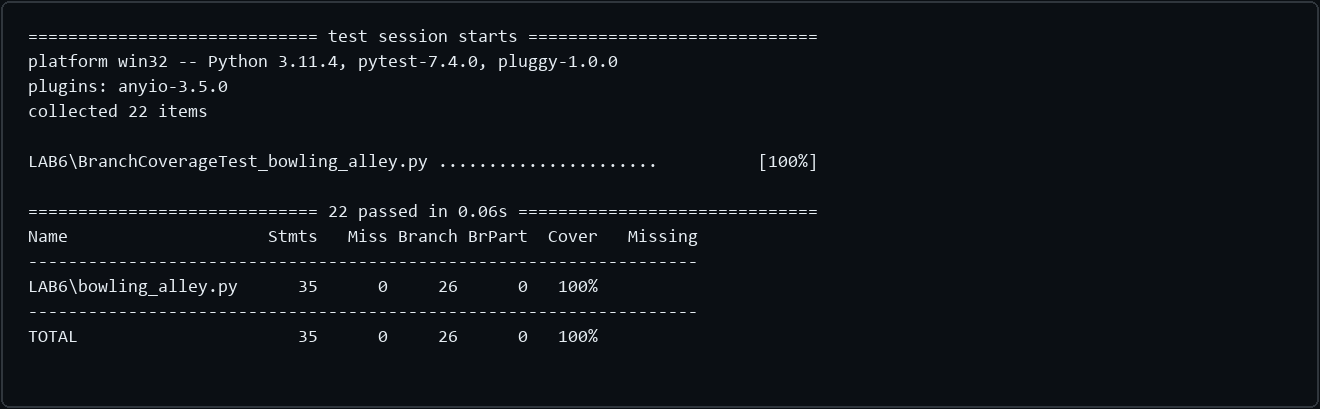 ============================= test session starts =============================
platform win32 -- Python 3.11.4, pytest-7.4.0, pluggy-1.0.0
plugins: anyio-3.5.0
collected 22 items
LAB6\BranchCoverageTest_bowling_alley.py ......................          [100%]
============================= 22 passed in 0.06s ==============================
Name                    Stmts   Miss Branch BrPart  Cover   Missing
-------------------------------------------------------------------
LAB6\bowling_alley.py      35      0     26      0   100%
-------------------------------------------------------------------
TOTAL                      35      0     26      0   100%